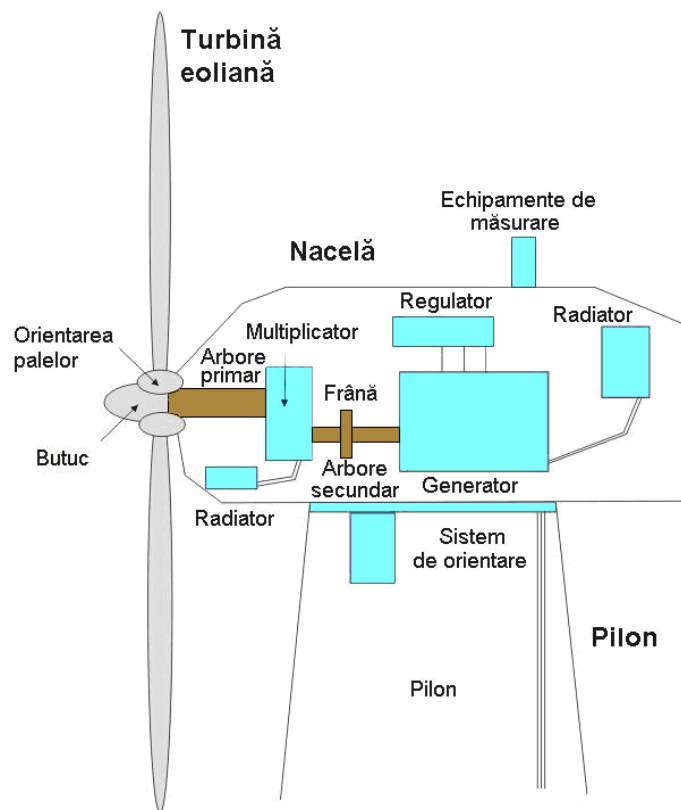 Turbină
eoliană
Echipamente de
măsurare
Nacelă
Regulator
Radiator
Orientarea
palelor
Multiplicator
Arbore
primar
Frână
Butuc
Arbore
secundar
Generator
Radiator
Sistem
de orientare
Pilon
Pilon